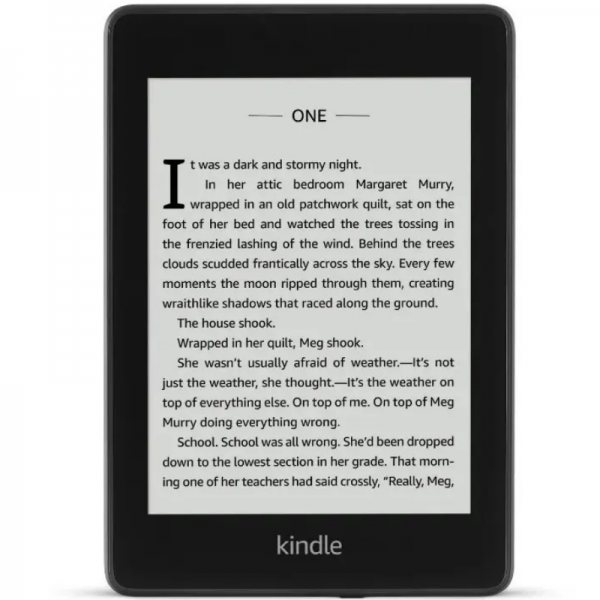 ONE
It was a dark and stormy night.
In her attic bedroom Margaret Murry,
wrapped in an old patchwork quilt, sat on the
foot of her bed and watched the trees tossing in
the frenzied lashing of the wind. Behind the trees
clouds scudded frantically across the sky. Every few
moments the moon ripped through them, creating
wraithlike shadows that raced along the ground.
The house shook.
Wrapped in her quilt, Meg shook.
She wasn't usually afraid of weather.—It's not
just the weather, she thought.—It's the weather on
top of everything else. On top of me. On top of Meg
Murry doing everything wrong.
School. School was all wrong. She'd been dropped
down to the lowest section in her grade. That morn-
ing one of her teachers had said crossly, “Really, Meg,
kindle